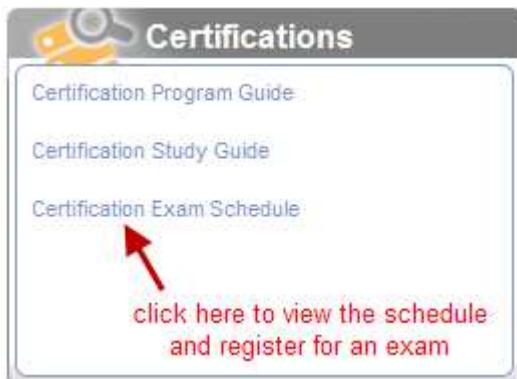 Certifications
Certification Program Guide
Certification Study Guide
Certification Exam Schedule
click here to view the schedule
and register for an exam